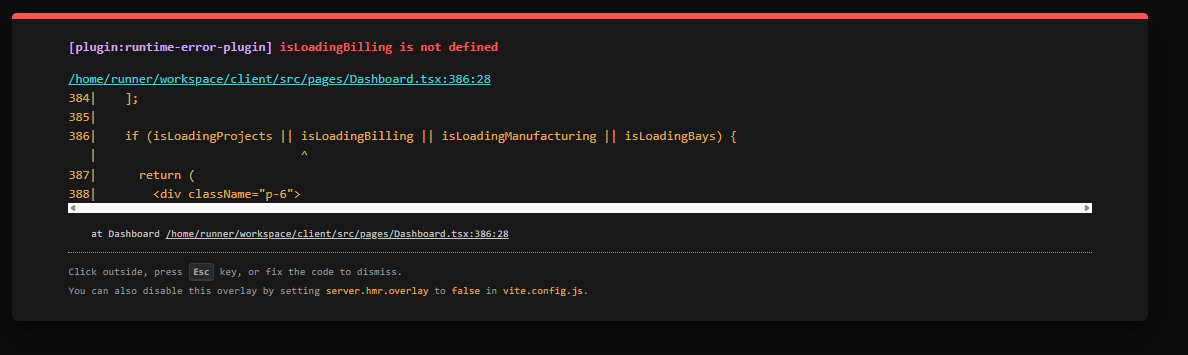 [plugin:runtime-error-plugin] isLoadingBilling is not defined
/home/runner/workspace/client/src/pages/Dashboard.tsx:386:28
384|    ];
385|
386|    if (isLoadingProjects || isLoadingBilling || isLoadingManufacturing || isLoadingBays) {
   |                             ^
387|      return (
388|        <div className="p-6">
at Dashboard /home/runner/workspace/client/src/pages/Dashboard.tsx:386:28
Click outside, press Esc key, or fix the code to dismiss.
You can also disable this overlay by setting server.hmr.overlay to false in vite.config.js.